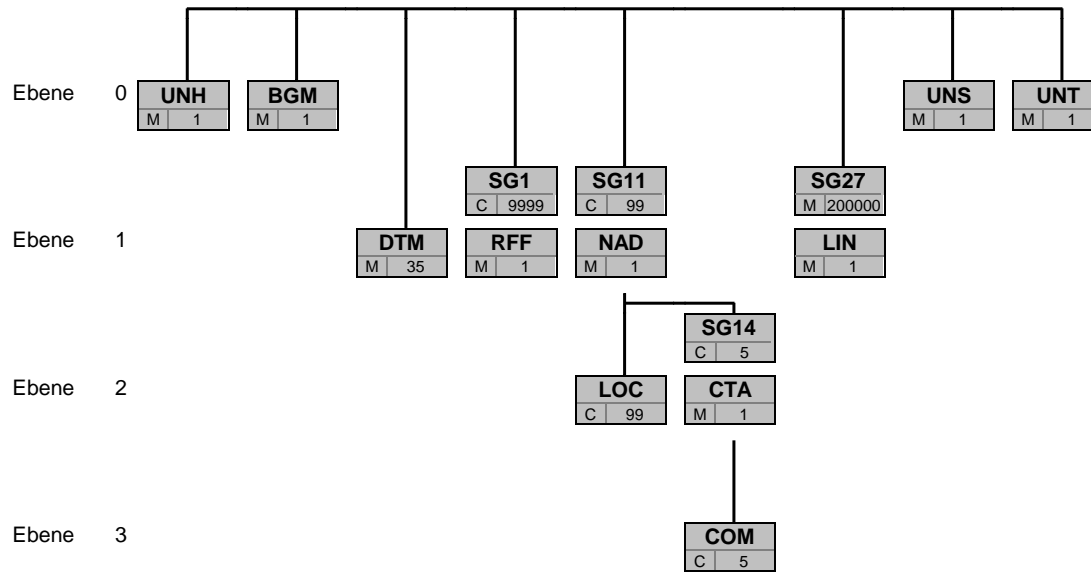 Ebene 0 UNH BGM UNS UNT
M 1 M 1 M 1 M 1
SG1 SG11 SG27
C 9999 C 99 M 200000
Ebene 1 DTM RFF NAD LIN
M 35 M 1 M 1 M 1
SG14
C 5
Ebene 2 LOC CTA
C 99 M 1
Ebene 3 COM
C 5